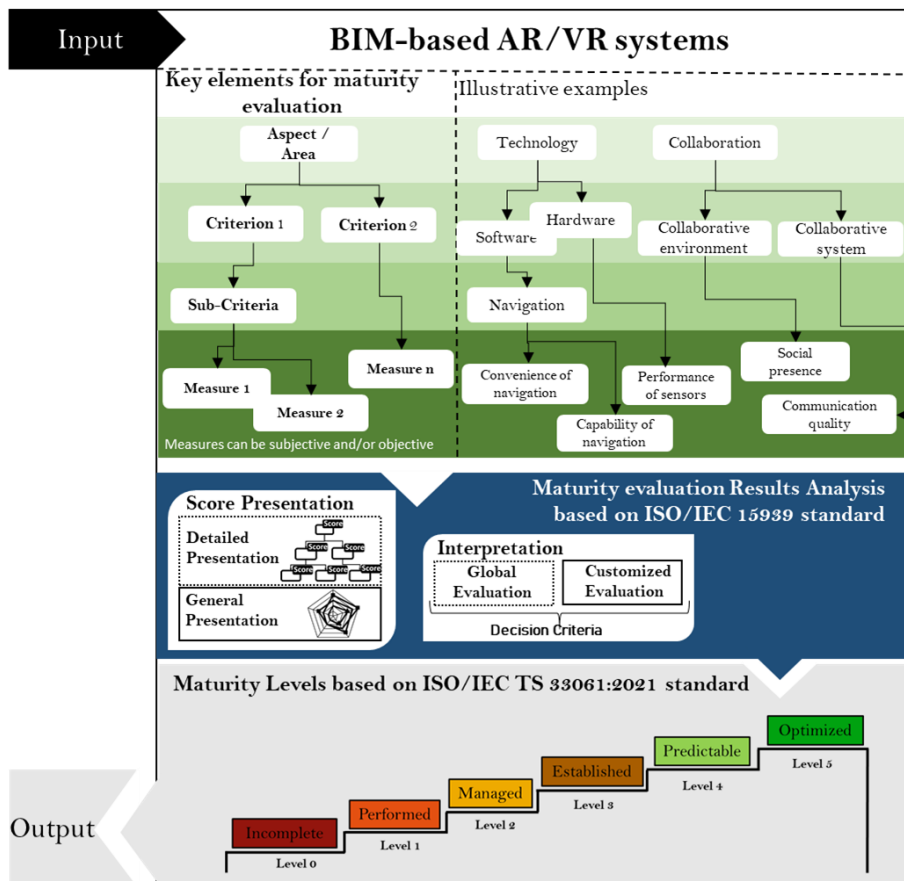 Input
BIM-based AR/VR systems
Key elements for maturity
evaluation
Illustrative examples
Aspect /
Area
Technology
Collaboration
Criterion 1
Criterion 2
Software
Hardware
Collaborative
environment
Collaborative
system
Sub-Criteria
Navigation
Measure 1
Measure 2
Measure n
Convenience of
navigation
Capability of
navigation
Performance
of sensors
Social
presence
Communication
quality
Measures can be subjective and/or objective
Maturity evaluation Results Analysis
based on ISO/IEC 15939 standard
Score Presentation
Detailed
Presentation
Score
Score
Score
Score
Score
Score
General
Presentation
Interpretation
Global
Evaluation
Customized
Evaluation
Decision Criteria
Maturity Levels based on ISO/IEC TS 33061:2021 standard
Incomplete
Level 0
Performed
Level 1
Managed
Level 2
Established
Level 3
Predictable
Level 4
Optimized
Level 5
Output